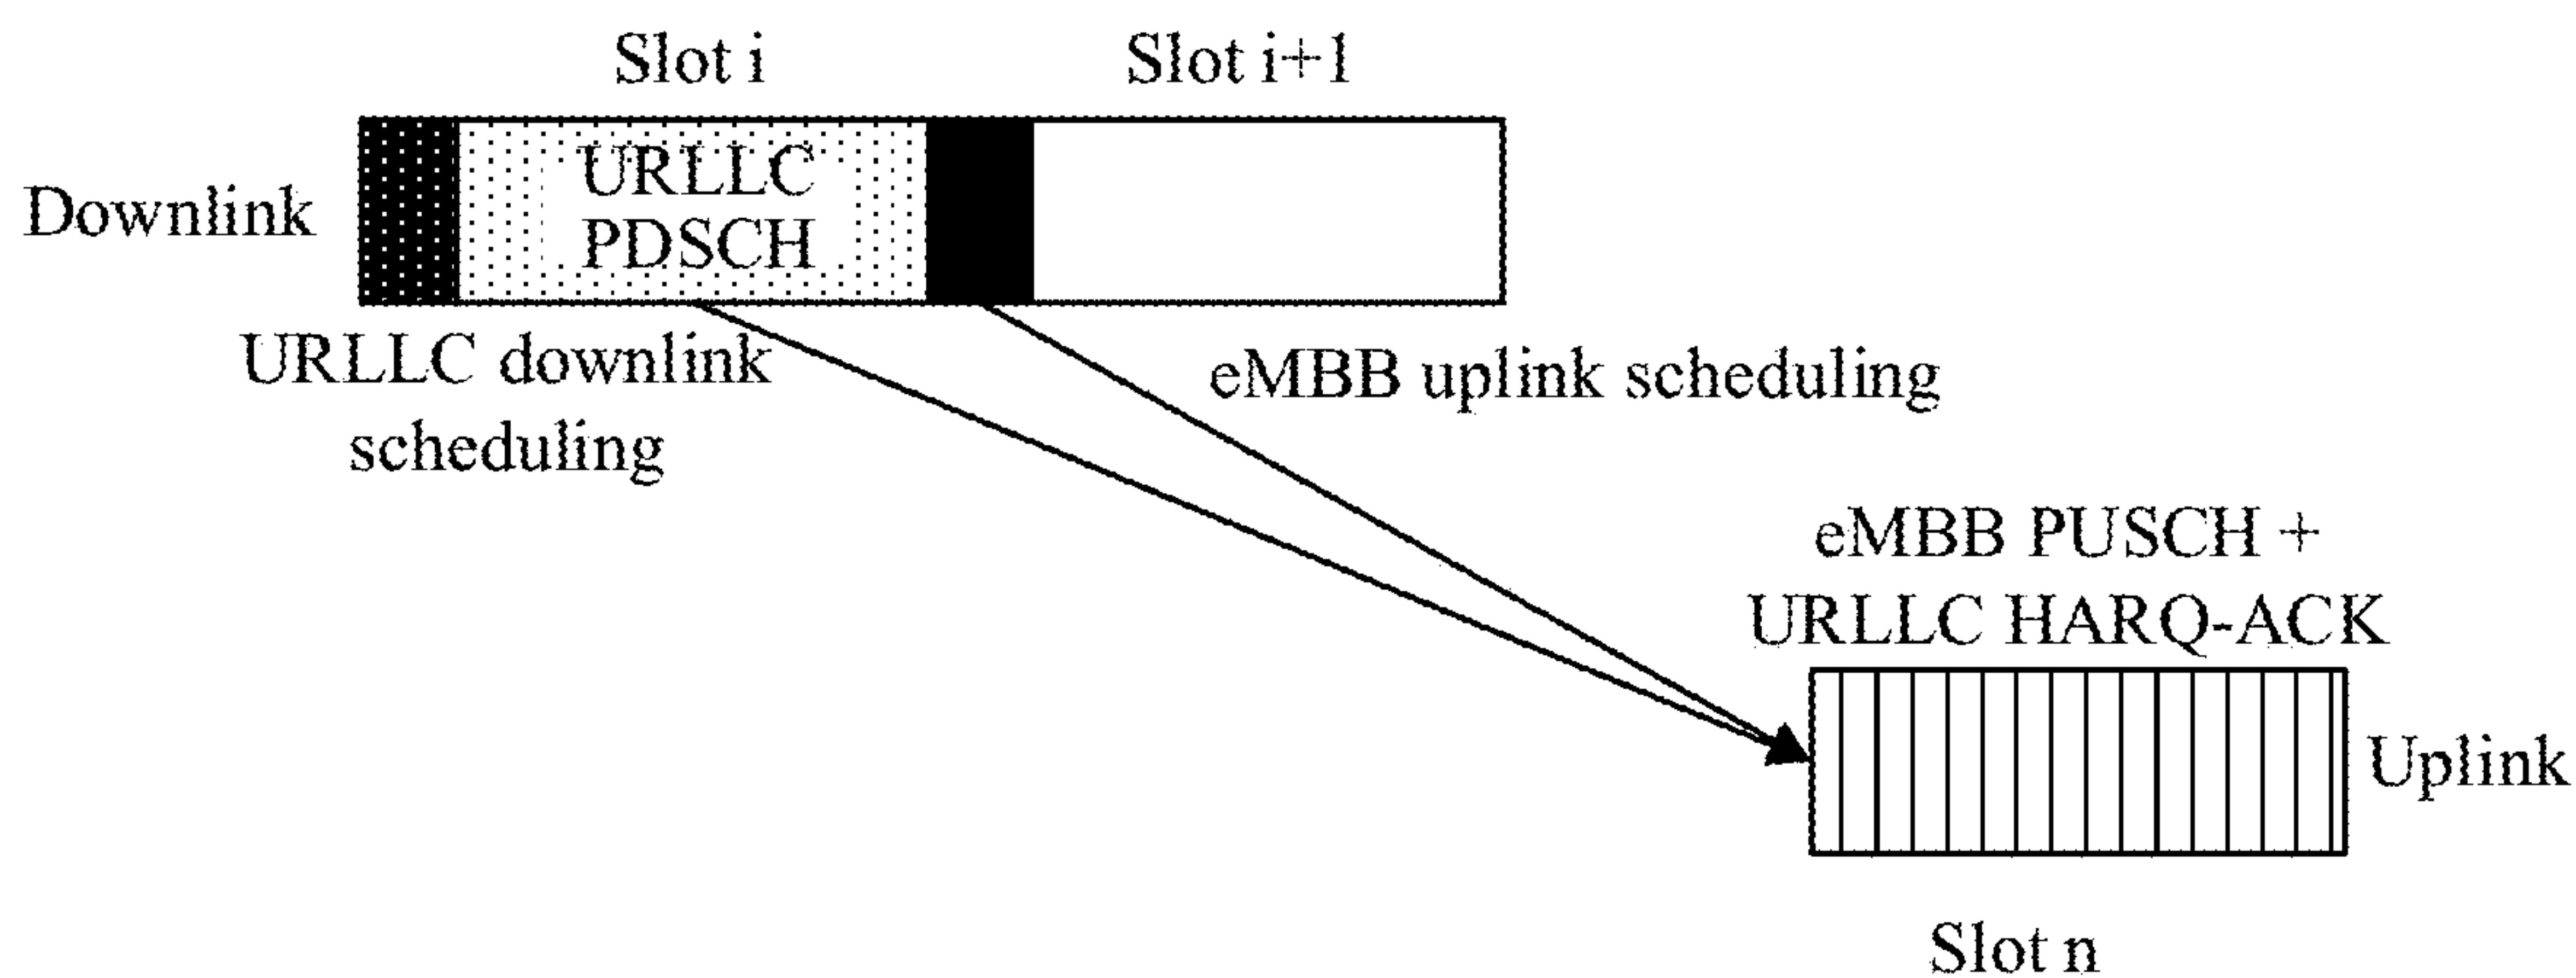 Slot i
Slot i+1
Downlink
URLLC
PDSCH
URLLC downlink
scheduling
eMBB uplink scheduling
eMBB PUSCH +
URLLC HARQ-ACK
Uplink
Slot n